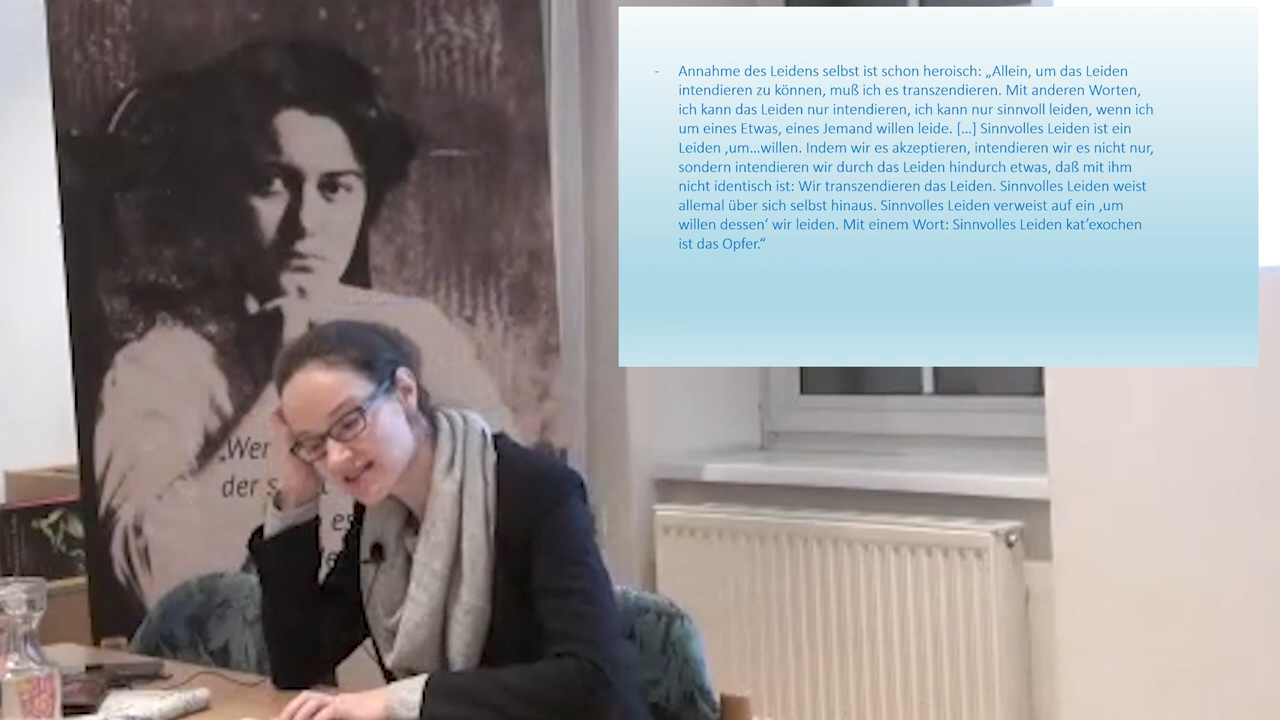 - Annahme des Leidens selbst ist schon heroisch: „Allein, um das Leiden
intendieren zu können, muß ich es transzendieren. Mit anderen Worten,
ich kann das Leiden nur intendieren, ich kann nur sinnvoll leiden, wenn ich
um eines Etwas, eines Jemand willen leide. […] Sinnvolles Leiden ist ein
Leiden ‚um…willen. Indem wir es akzeptieren, intendieren wir es nicht nur,
sondern intendieren wir durch das Leiden hindurch etwas, daß mit ihm
nicht identisch ist: Wir transzendieren das Leiden. Sinnvolles Leiden weist
allemal über sich selbst hinaus. Sinnvolles Leiden verweist auf ein ‚um
willen dessen‘ wir leiden. Mit einem Wort: Sinnvolles Leiden kat’exochen
ist das Opfer.“
„Wer
der
es